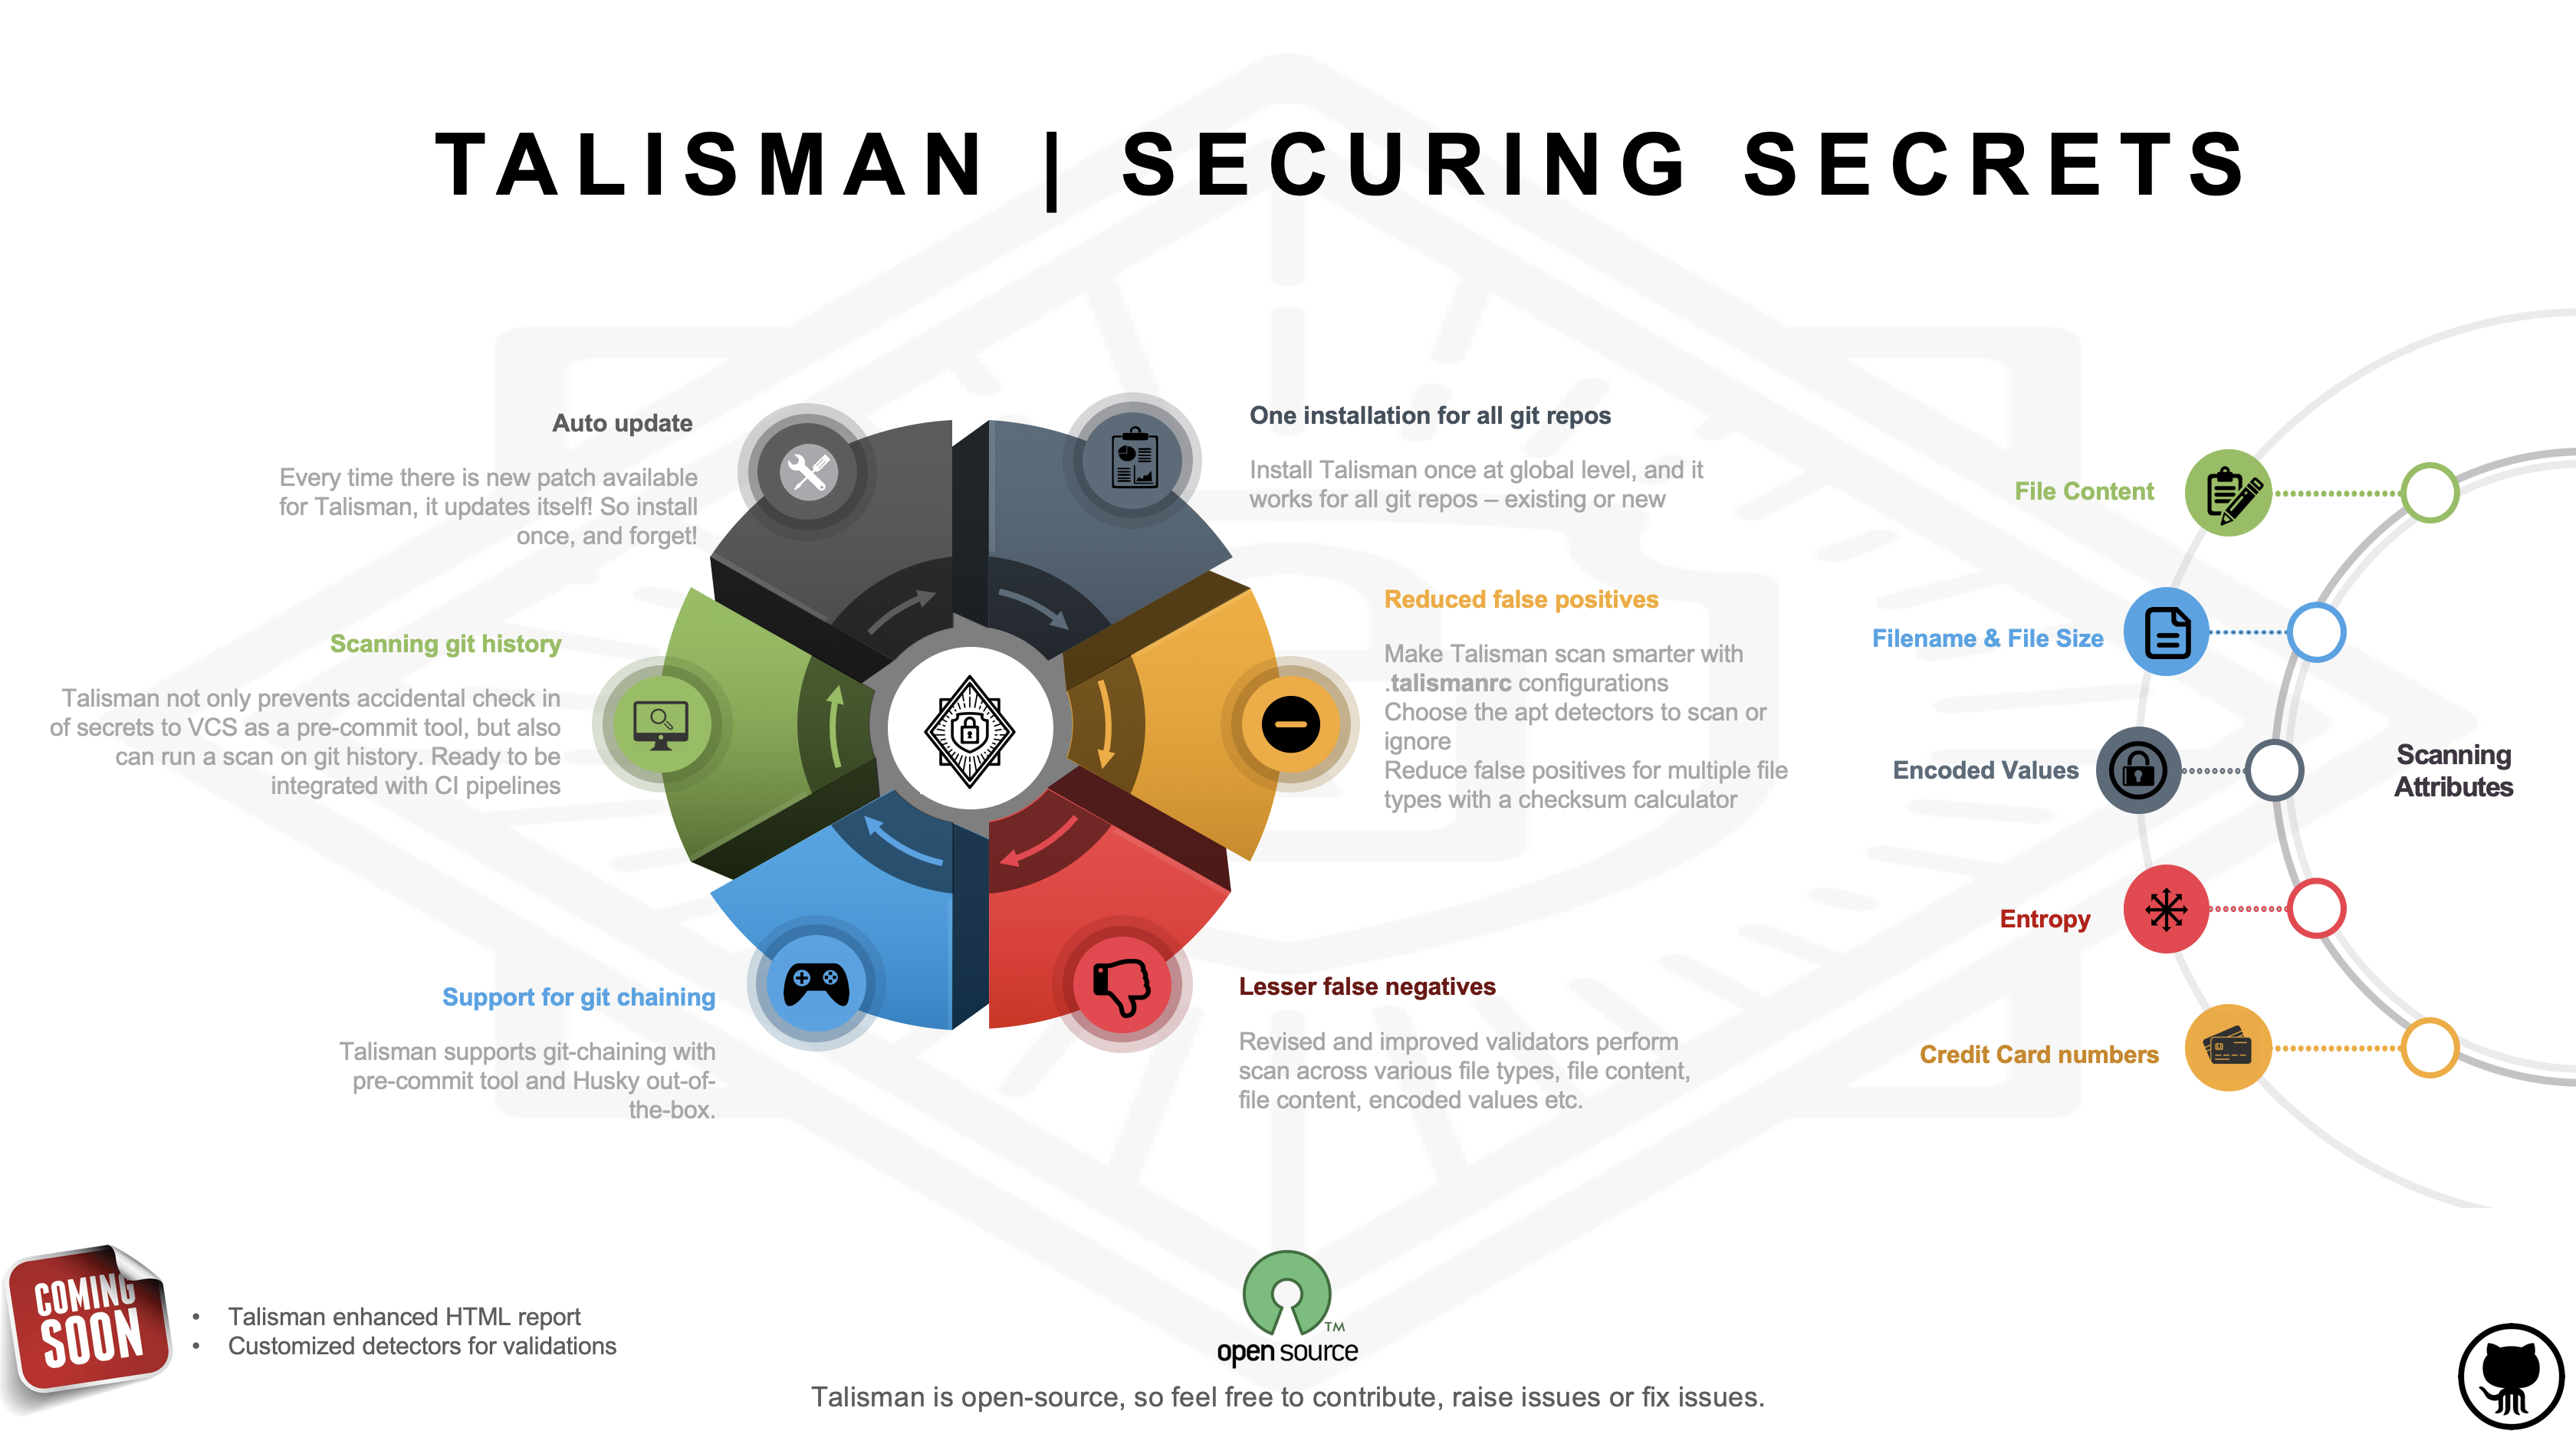 TALISMAN | SECURING SECRETS
Auto update
Every time there is new patch available
for Talisman, it updates itself! So install
once, and forget!
Scanning git history
Talisman not only prevents accidental check in
of secrets to VCS as a pre-commit tool, but also
can run a scan on git history. Ready to be
integrated with CI pipelines
Support for git chaining
Talisman supports git-chaining with
pre-commit tool and Husky out-of-
the-box.
One installation for all git repos
Install Talisman once at global level, and it
works for all git repos – existing or new
Reduced false positives
Make Talisman scan smarter with
.talismanrc configurations
Choose the apt detectors to scan or
ignore
Reduce false positives for multiple file
types with a checksum calculator
Lesser false negatives
Revised and improved validators perform
scan across various file types, file content,
file content, encoded values etc.
File Content
Filename & File Size
Encoded Values
Entropy
Credit Card numbers
Scanning
Attributes
COMING
SOON
• Talisman enhanced HTML report
• Customized detectors for validations
TM
open source
Talisman is open-source, so feel free to contribute, raise issues or fix issues.